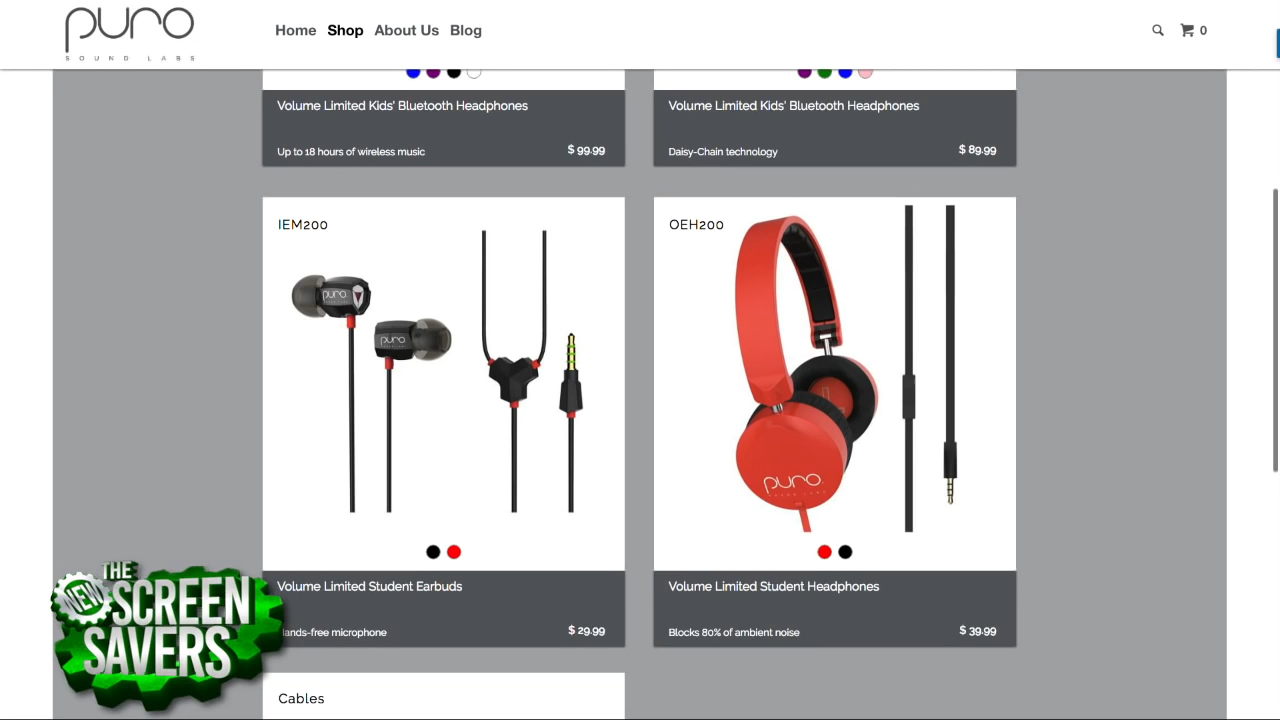 puro
SOUND LABS
Home Shop About Us Blog
0
Volume Limited Kids' Bluetooth Headphones
Up to 18 hours of wireless music
$ 99.99
Volume Limited Kids' Bluetooth Headphones
Daisy-Chain technology
$ 89.99
IEM200
puro
puro
Volume Limited Student Earbuds
ands-free microphone
$ 29.99
OEH200
puro
Volume Limited Student Headphones
Blocks 80% of ambient noise
$ 39.99
Cables
THE
NEW
SCREEN
SAVERS